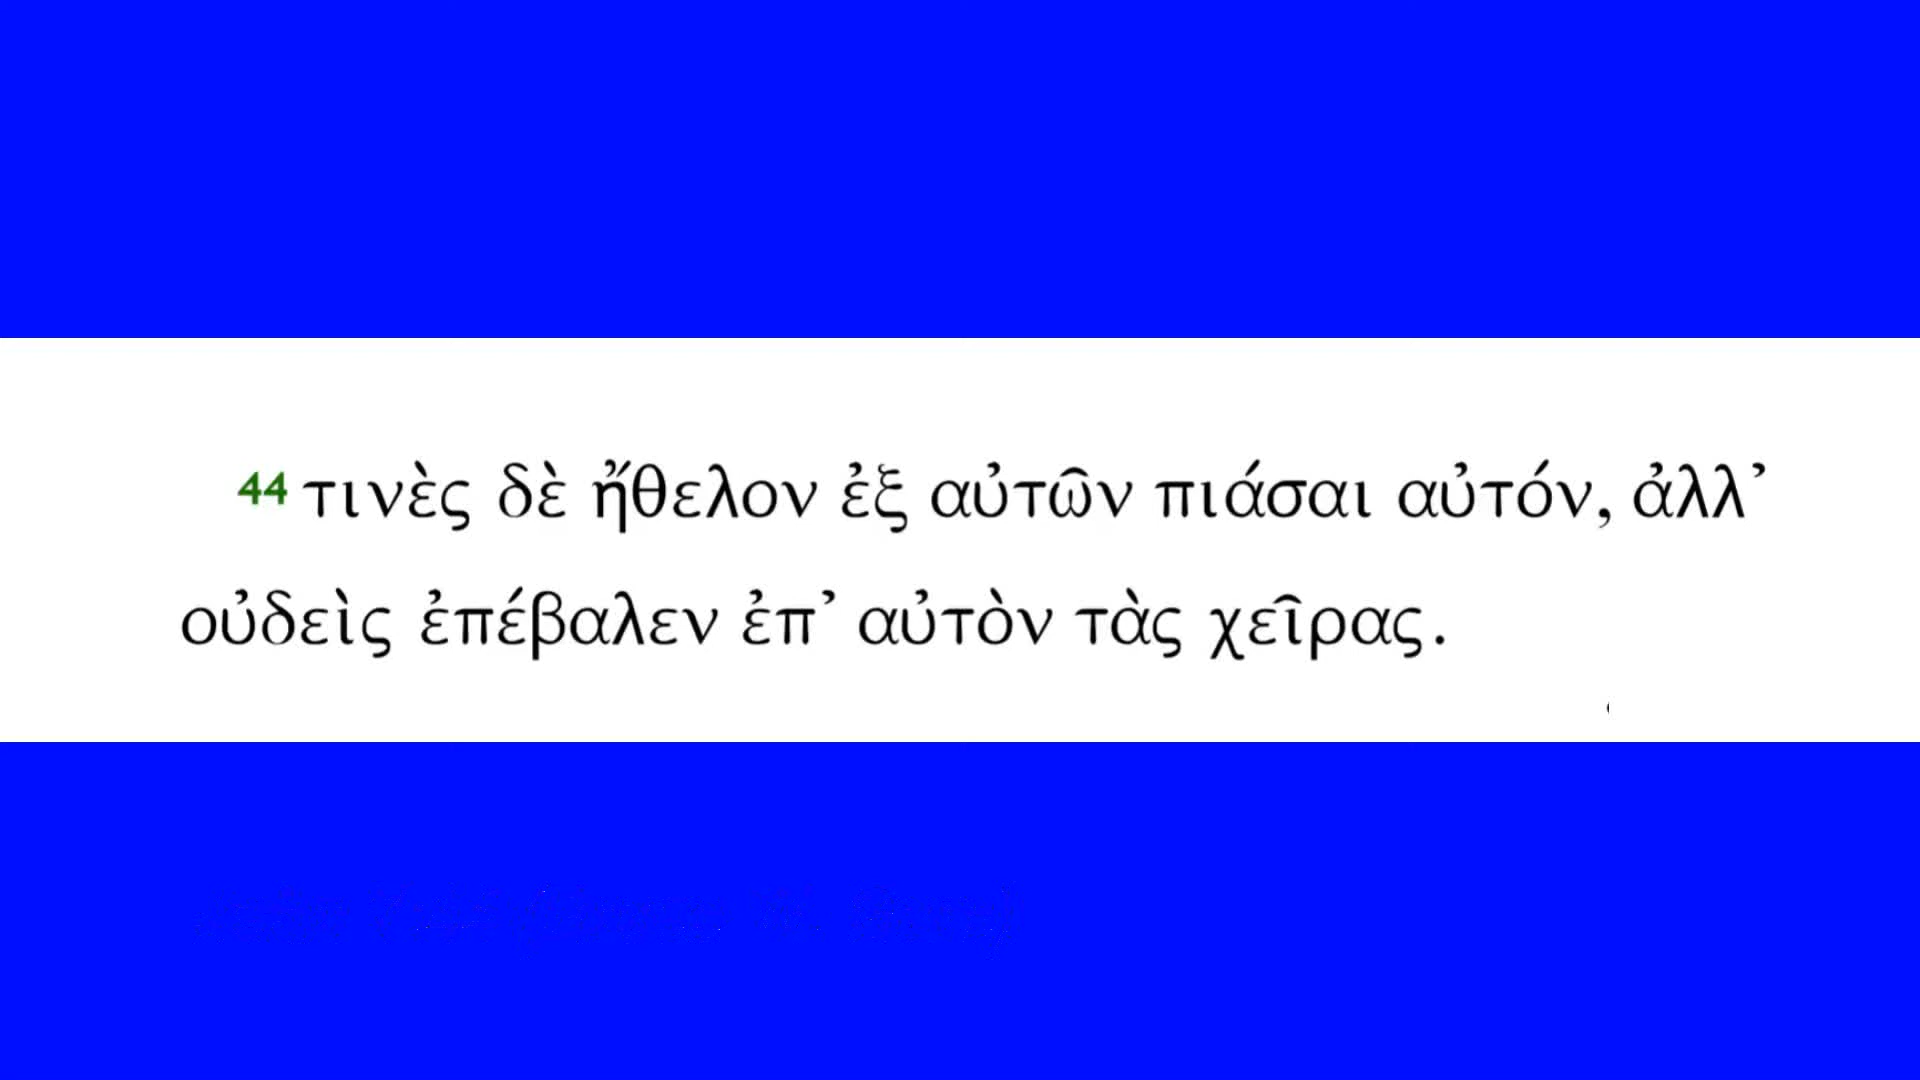 44 τινὲς δὲ ἤθελον ἐξ αὐτῶν πιάσαι αὐτόν, ἀλλ’
οὐδεὶς ἐπέβαλεν ἐπ’ αὐτὸν τὰς χεῖρας.